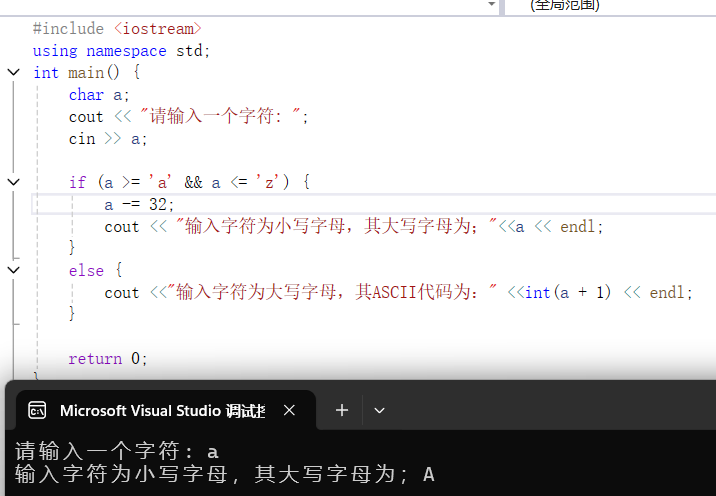 (全局范围)
#include <iostream>
using namespace std;
int main() {
char a;
cout << "请输入一个字符: ";
cin >> a;
if (a >= 'a' && a <= 'z') {
a -= 32;
cout << "输入字符为小写字母，其大写字母为；"<<a << endl;
}
else {
cout <<"输入字符为大写字母，其ASCII代码为：" <<int(a + 1) << endl;
}
return 0;
}
Microsoft Visual Studio 调试
请输入一个字符: a
输入字符为小写字母，其大写字母为；A